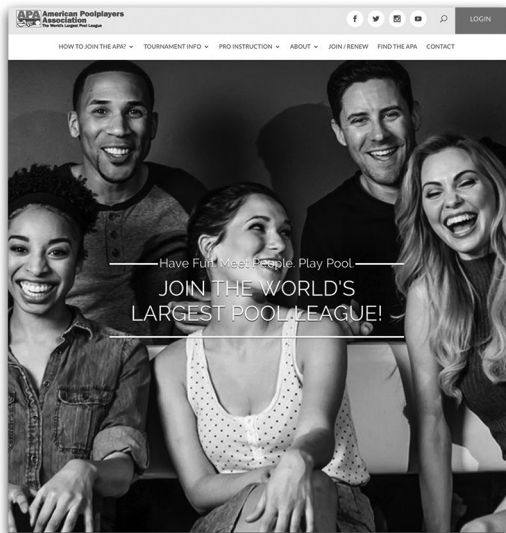 APA American Poolplayers
Association
The World's Largest Pool League
LOGIN
HOW TO JOIN THE APA?
TOURNAMENT INFO
PRO INSTRUCTION
ABOUT
JOIN / RENEW
FIND THE APA
CONTACT
Have Fun. Meet People. Play Pool.
JOIN THE WORLD'S
LARGEST POOL LEAGUE!